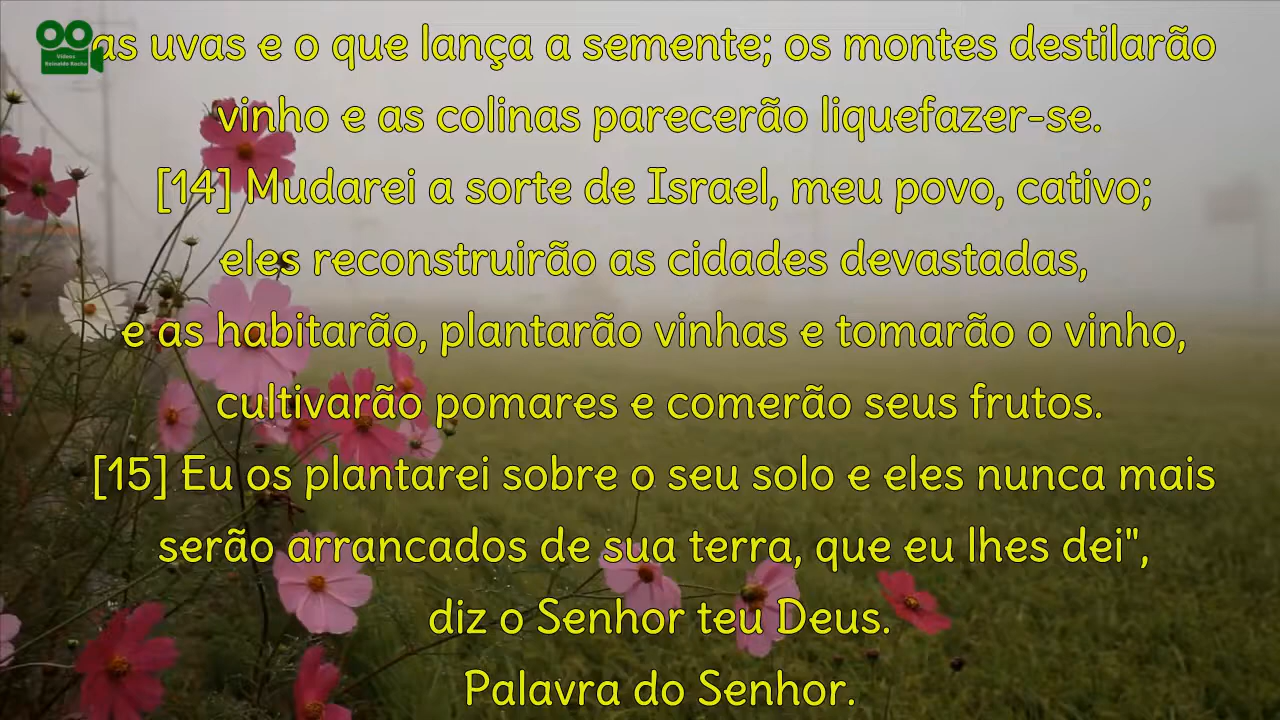 Vídeos
Reinaldo Rocha
as uvas e o que lança a semente; os montes destilarão
vinho e as colinas parecerão liquefazer-se.
[14] Mudarei a sorte de Israel, meu povo, cativo;
eles reconstruirão as cidades devastadas,
e as habitarão, plantarão vinhas e tomarão o vinho,
cultivarão pomares e comerão seus frutos.
[15] Eu os plantarei sobre o seu solo e eles nunca mais
serão arrancados de sua terra, que eu lhes dei",
diz o Senhor teu Deus.
Palavra do Senhor.